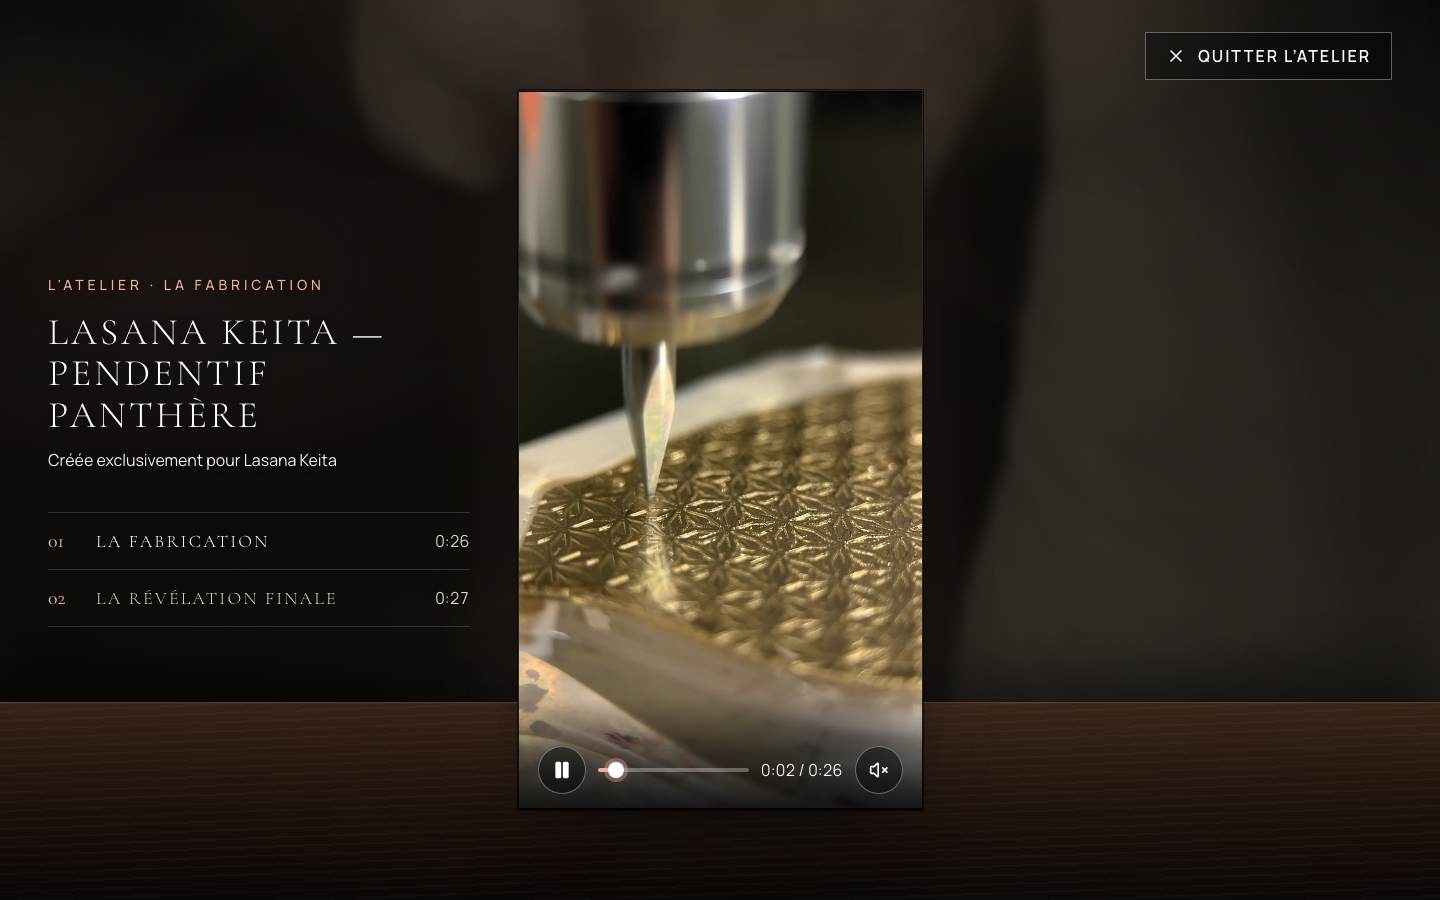 QUITTER L’ATELIER
L’ATELIER · LA FABRICATION
LASANA KEITA —
PENDENTIF
PANTHÈRE
Créée exclusivement pour Lasana Keita
01 LA FABRICATION 0:26
02 LA RÉVÉLATION FINALE 0:27
0:02 / 0:26